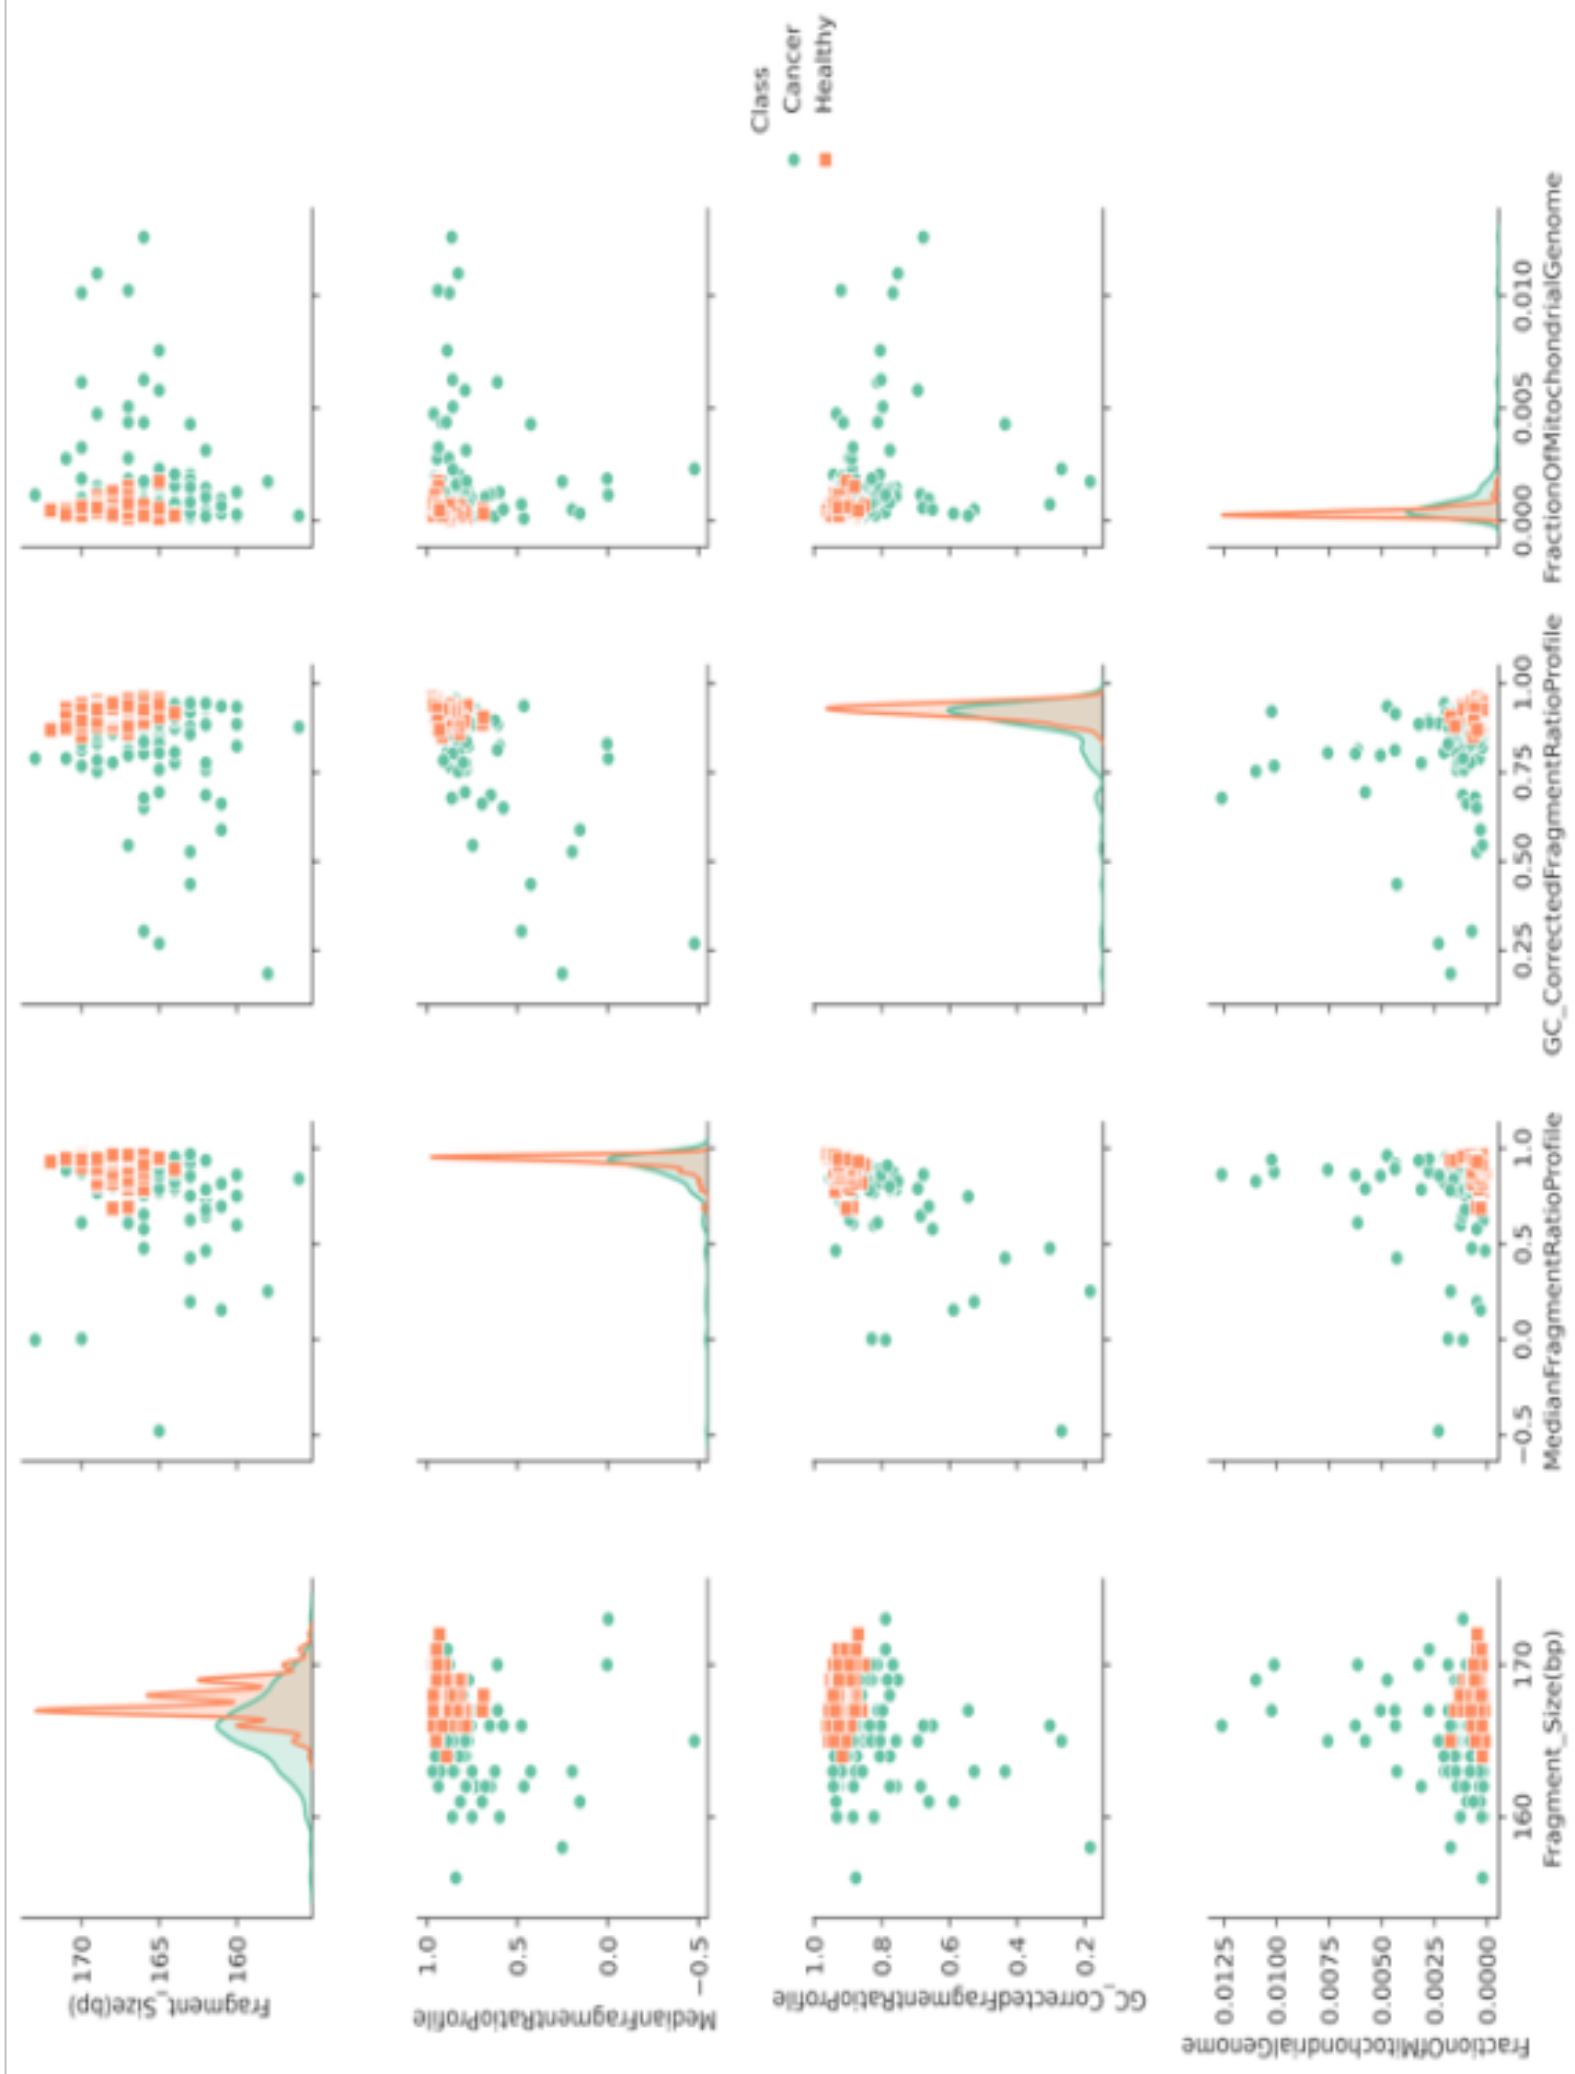 Fragment_Size(bp)
170
165
160
MedianFragmentRatioProfile
1.0
0.5
0.0
−0.5
GC_CorrectedFragmentRatioProfile
1.0
0.8
0.6
0.4
0.2
FractionOfMitochondrialGenome
0.0125
0.0100
0.0075
0.0050
0.0025
0.0000
160
170
Fragment_Size(bp)
−0.5
0.0
0.5
1.0
MedianFragmentRatioProfile
0.25
0.50
0.75
1.00
GC_CorrectedFragmentRatioProfile
0.000
0.005
0.010
FractionOfMitochondrialGenome
Class
Cancer
Healthy